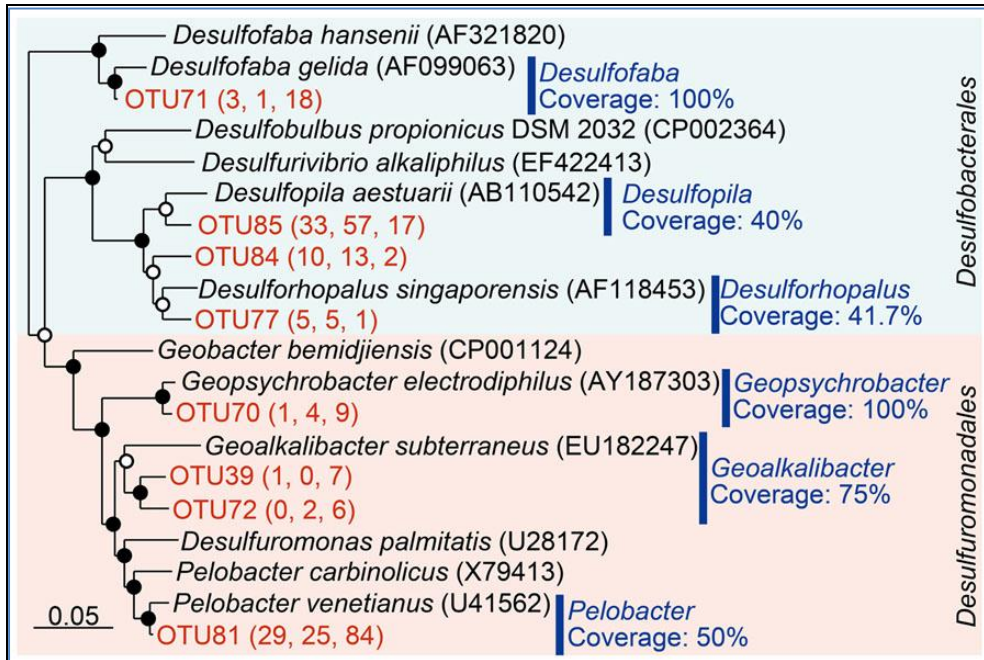 Desulfofaba hansenii (AF321820)
Desulfofaba gelida (AF099063)
OTU71 (3, 1, 18)
Desulfofaba
Coverage: 100%
Desulfobulbus propionicus DSM 2032 (CP002364)
Desulfurivibrio alkaliphilus (EF422413)
Desulfopila aestuarii (AB110542)
OTU85 (33, 57, 17)
Desulfopila
Coverage: 40%
OTU84 (10, 13, 2)
Desulforhopalus singaporensis (AF118453)
OTU77 (5, 5, 1)
Desulforhopalus
Coverage: 41.7%
Desulfobacterales
Geobacter bemidjiensis (CP001124)
Geopsychrobacter electrodiphilus (AY187303)
OTU70 (1, 4, 9)
Geopsychrobacter
Coverage: 100%
Geoalkalibacter subterraneus (EU182247)
OTU39 (1, 0, 7)
OTU72 (0, 2, 6)
Geoalkalibacter
Coverage: 75%
Desulfuromonas palmitatis (U28172)
Pelobacter carbinolicus (X79413)
Pelobacter venetianus (U41562)
OTU81 (29, 25, 84)
Pelobacter
Coverage: 50%
Desulfuromonadales
0.05